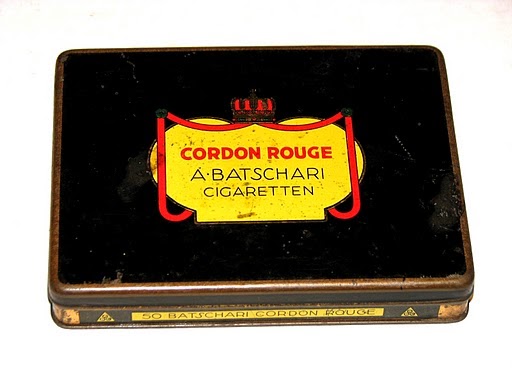 CORDON ROUGE
A·BATSCHARI
CIGARETTEN
50 BATSCHARI CORDON ROUGE